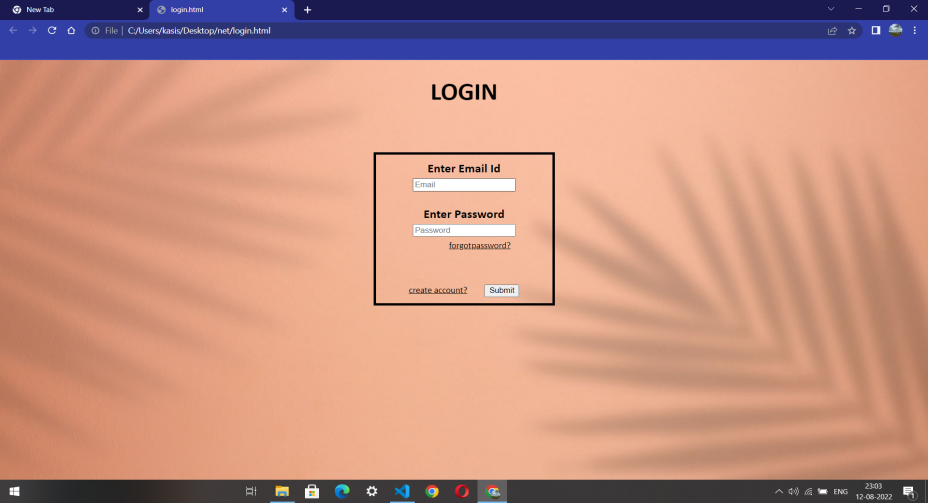 New Tab
login.html
File | C:/Users/kasis/Desktop/net/login.html
LOGIN
Enter Email Id
Email
Enter Password
Password
forgotpassword?
create account? Submit
ENG
23:03
12-08-2022